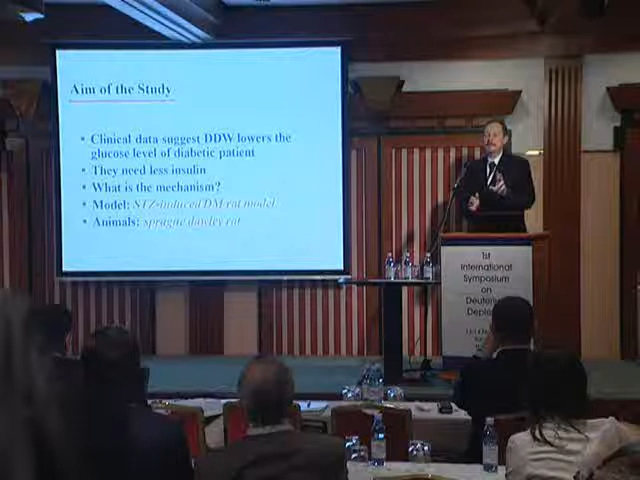 Aim of the Study
• Clinical data suggest DDW lowers the
glucose level of diabetic patient
• They need less insulin
• What is the mechanism?
• Model: STZ-induced DM rat model
• Animals: sprague dawley rat
1st
International
Symposium
on
Deuterium